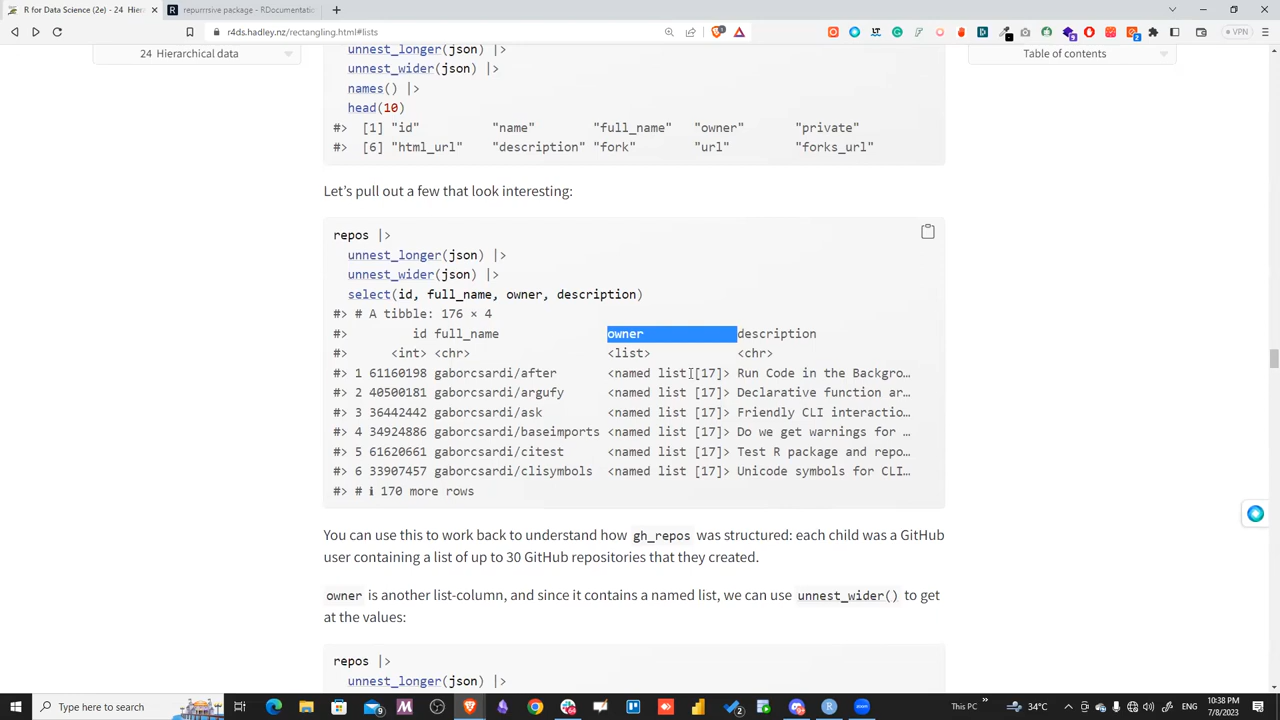 R for Data Science (2e) - 24 Hier
repurrrsive package - RDocumentatic
r4ds.hadley.nz/rectangling.html#lists
VPN
24 Hierarchical data
Table of contents
unnest_longer(json) |>
unnest_wider(json) |>
names() |>
head(10)
#> [1] "id" "name" "full_name" "owner" "private"
#> [6] "html_url" "description" "fork" "url" "forks_url"
Let's pull out a few that look interesting:
repos |>
unnest_longer(json) |>
unnest_wider(json) |>
select(id, full_name, owner, description)
#> # A tibble: 176 × 4
#> id full_name owner description
#> <int> <chr> <list> <chr>
#> 1 61160198 gaborcsardi/after <named list [17]> Run Code in the Backgro…
#> 2 40500181 gaborcsardi/argufy <named list [17]> Declarative function ar…
#> 3 36442442 gaborcsardi/ask <named list [17]> Friendly CLI interactio…
#> 4 34924886 gaborcsardi/baseimports <named list [17]> Do we get warnings for …
#> 5 61620661 gaborcsardi/citest <named list [17]> Test R package and repo…
#> 6 33907457 gaborcsardi/clisymbols <named list [17]> Unicode symbols for CLI…
#> # ℹ 170 more rows
You can use this to work back to understand how gh_repos was structured: each child was a GitHub
user containing a list of up to 30 GitHub repositories that they created.
owner is another list-column, and since it contains a named list, we can use unnest_wider() to get
at the values:
repos |>
unnest_longer(json) |>
Type here to search
This PC
34°C
10:38 PM
7/8/2023